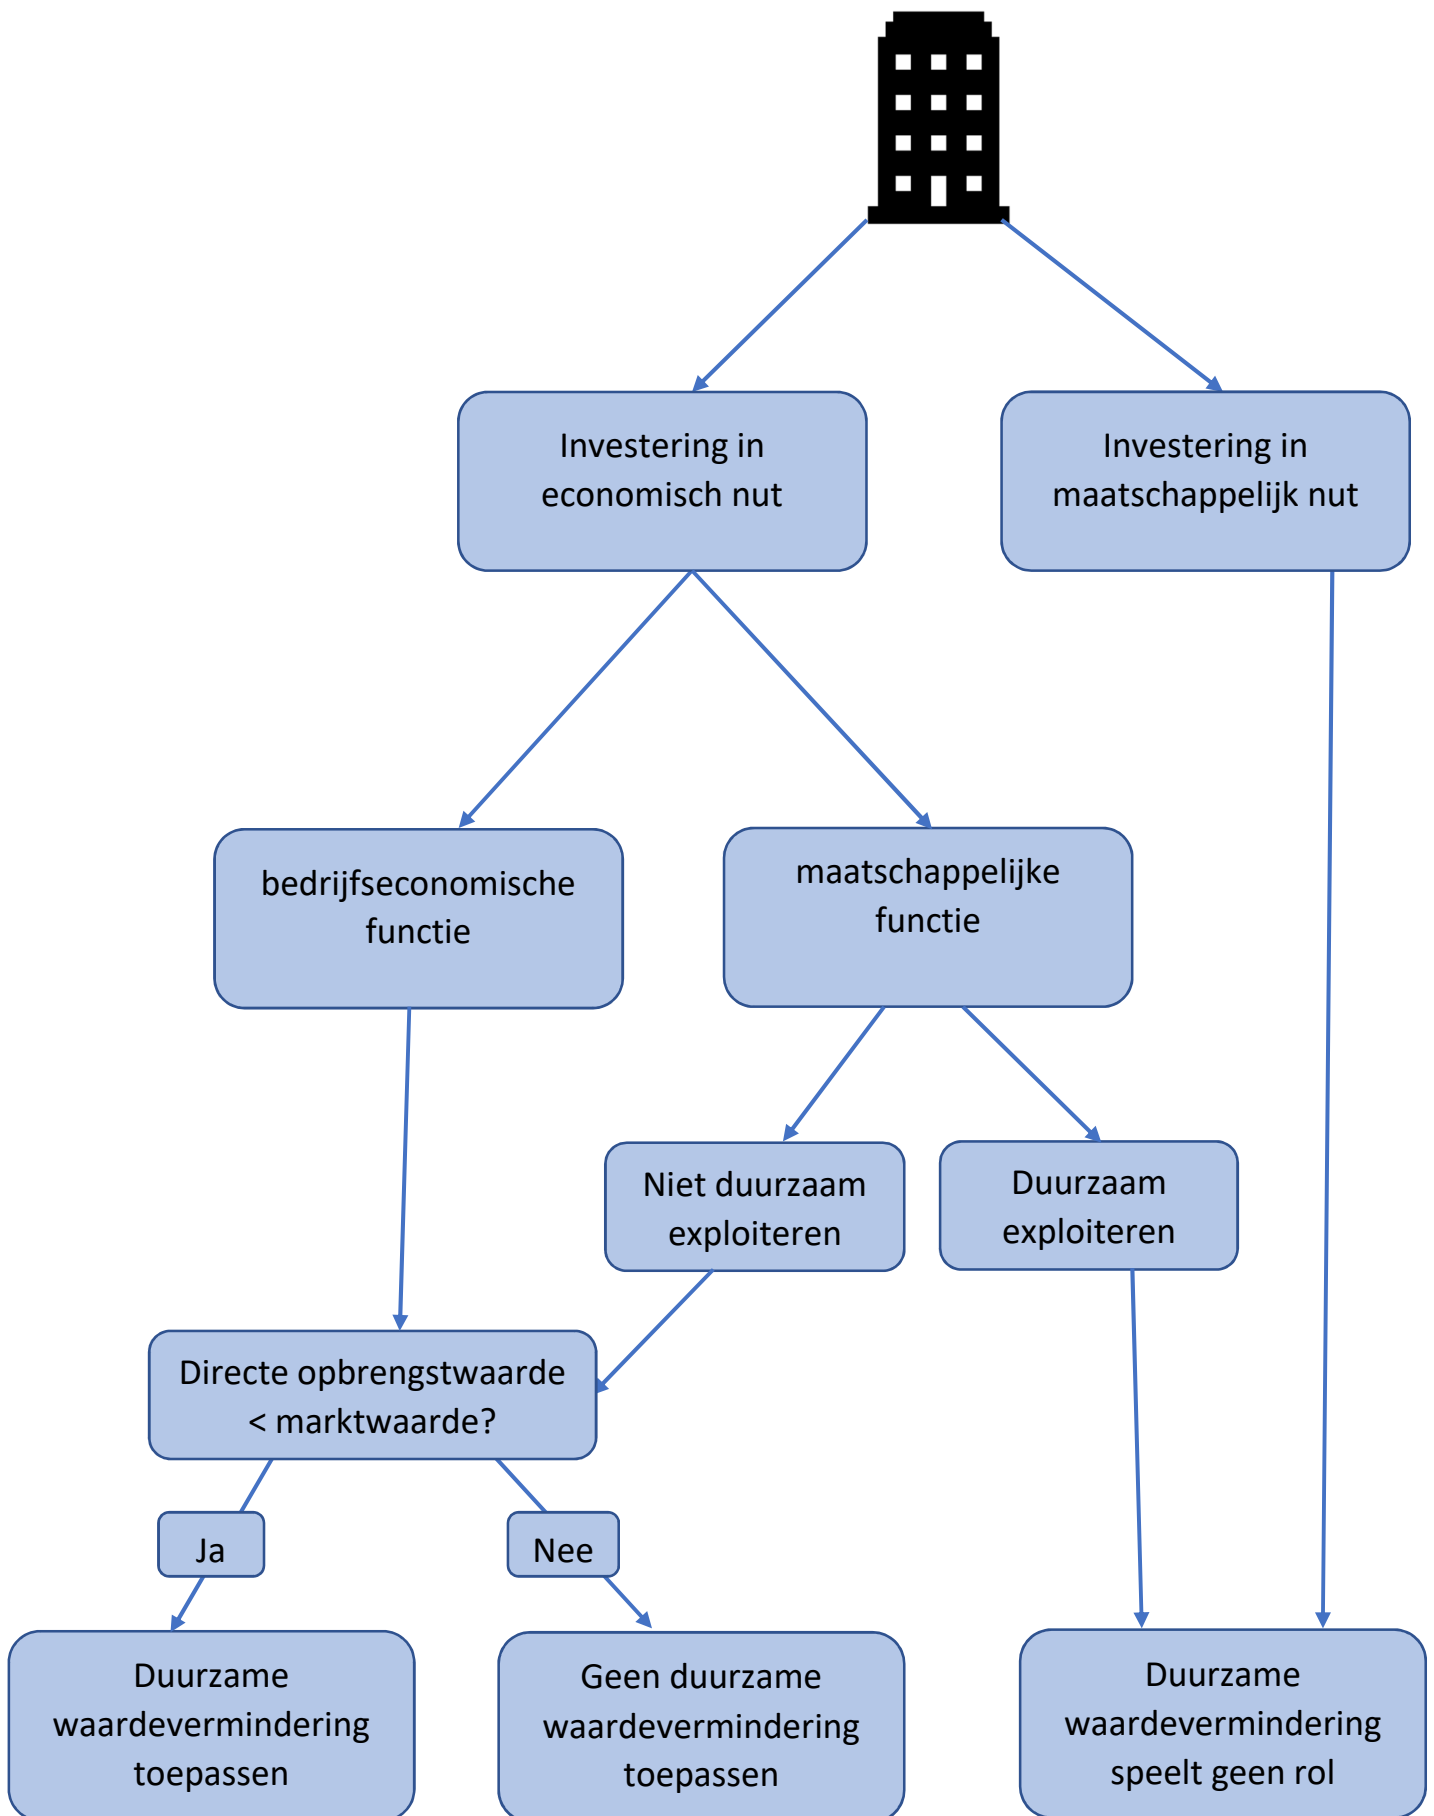 Investering in
economisch nut
Investering in
maatschappelijk nut
bedrijfseconomische
functie
maatschappelijke
functie
Niet duurzaam
exploiteren
Duurzaam
exploiteren
Directe opbrengstwaarde
< marktwaarde?
Ja
Nee
Duurzame
waardevermindering
toepassen
Geen duurzame
waardevermindering
toepassen
Duurzame
waardevermindering
speelt geen rol